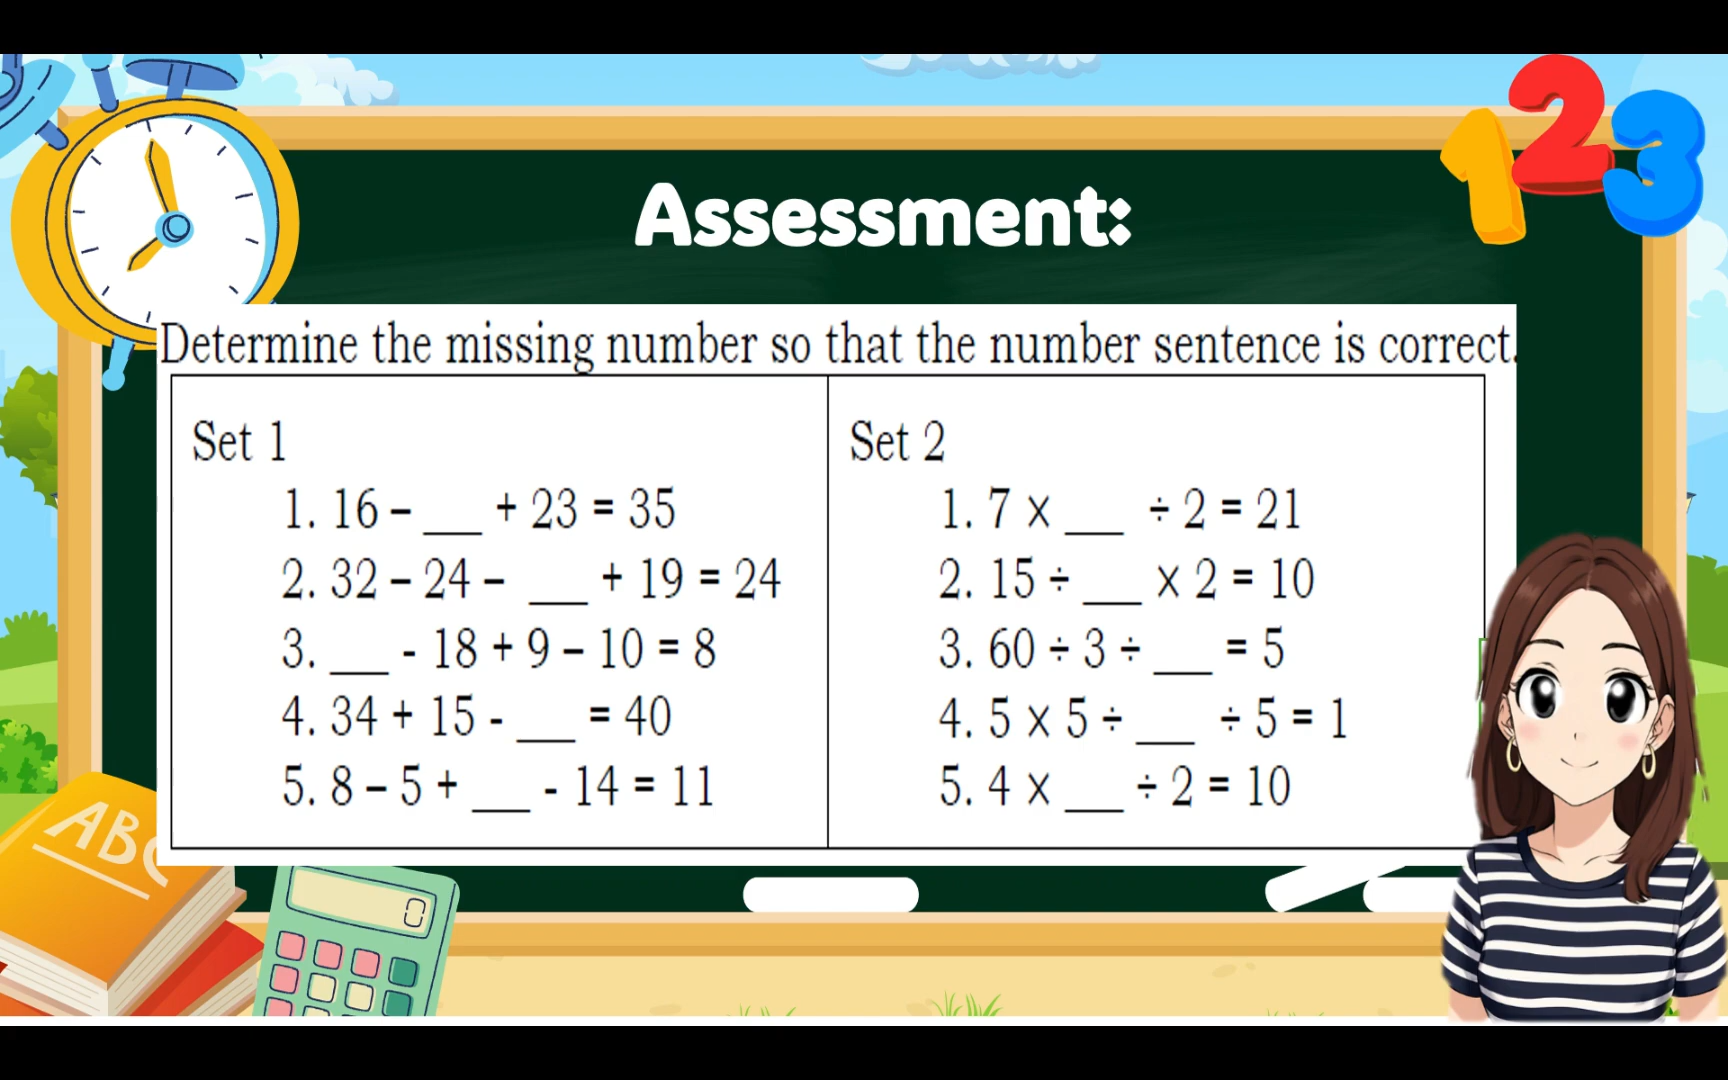 123
Assessment:
Determine the missing number so that the number sentence is correct.
Set 1
1. 16 – ___ + 23 = 35
2. 32 – 24 – ___ + 19 = 24
3. ___ - 18 + 9 – 10 = 8
4. 34 + 15 - ___ = 40
5. 8 – 5 + ___ - 14 = 11
Set 2
1. 7 × ___ ÷ 2 = 21
2. 15 ÷ ___ × 2 = 10
3. 60 ÷ 3 ÷ ___ = 5
4. 5 × 5 ÷ ___ ÷ 5 = 1
5. 4 × ___ ÷ 2 = 10
ABC
0